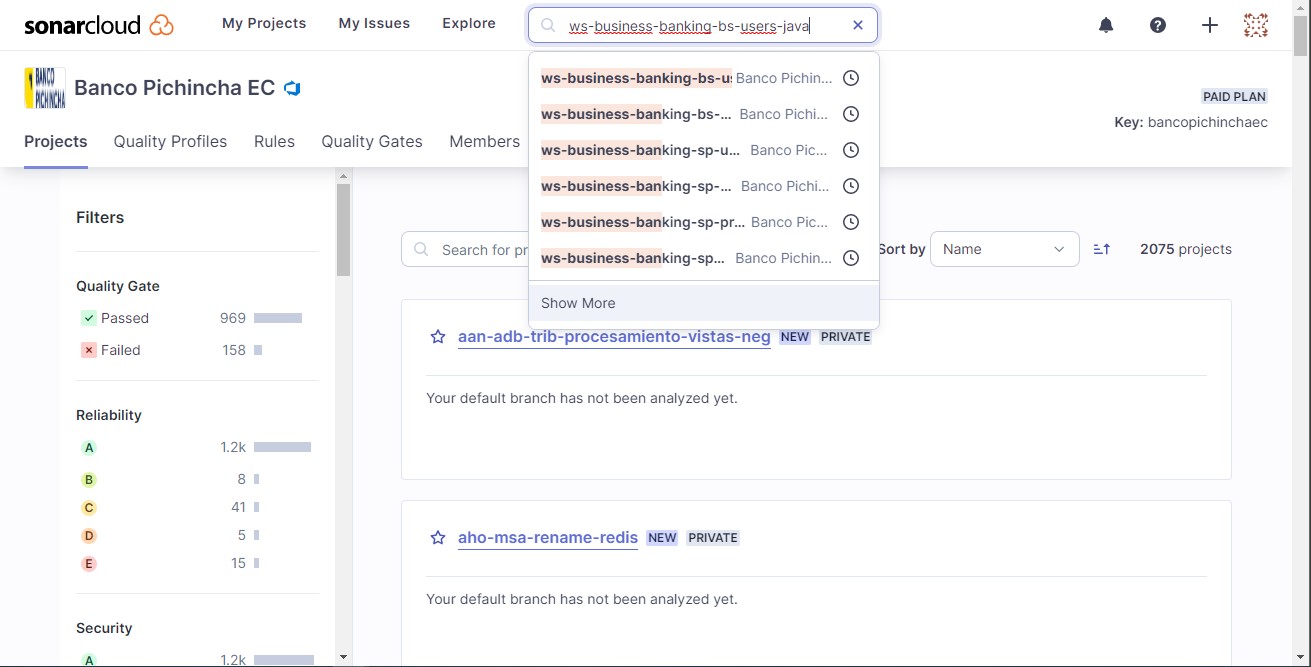 sonarcloud
My Projects My Issues Explore
ws-business-banking-bs-users-java
BANCO PICHINCHA
Banco Pichincha EC
PAID PLAN
Key: bancopichinchaec
Projects Quality Profiles Rules Quality Gates Members
ws-business-banking-bs-u Banco Pichin...
ws-business-banking-bs-... Banco Pichi...
ws-business-banking-sp-u... Banco Pic...
ws-business-banking-sp-... Banco Pichi...
ws-business-banking-sp-pr... Banco Pic...
ws-business-banking-sp... Banco Pichin...
Show More
Filters
Quality Gate
Passed 969
Failed 158
Reliability
A 1.2k
B 8
C 41
D 5
E 15
Security
A 1.2k
Search for pr
Sort by Name 2075 projects
aan-adb-trib-procesamiento-vistas-neg NEW PRIVATE
Your default branch has not been analyzed yet.
aho-msa-rename-redis NEW PRIVATE
Your default branch has not been analyzed yet.